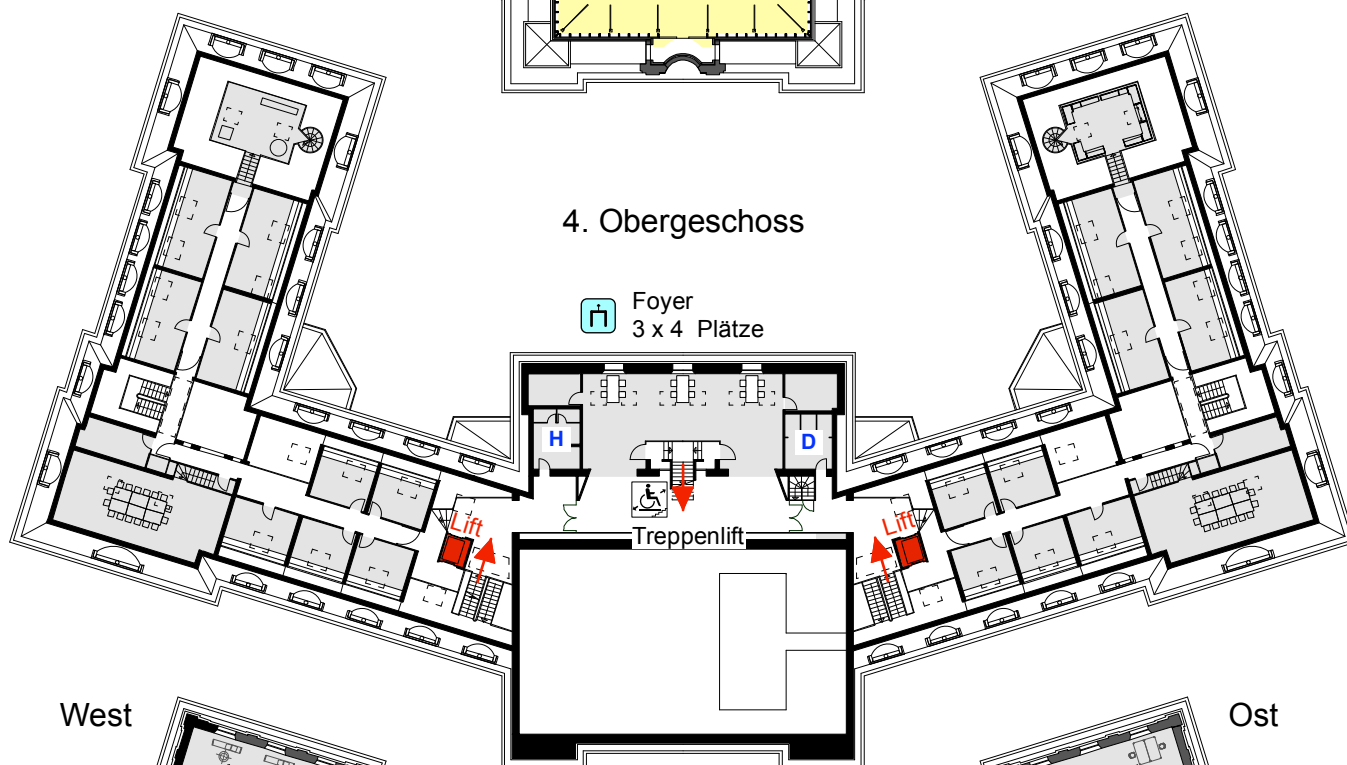 4. Obergeschoss
Foyer
3 x 4 Plätze
H
D
Lift
Lift
Treppenlift
West
Ost